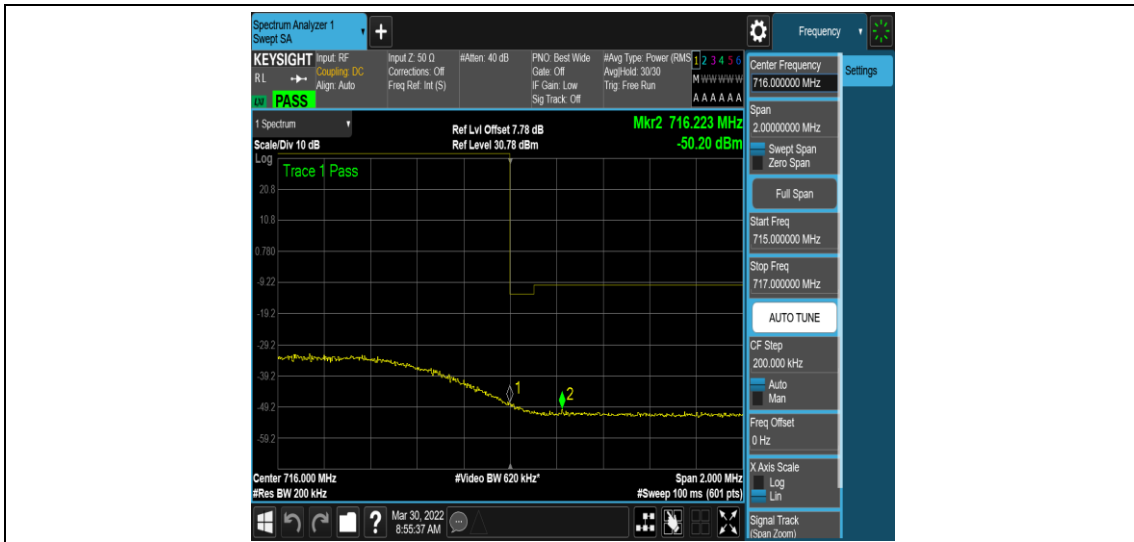 Spectrum Analyzer 1
Swept SA
+
Frequency
KEYSIGHT
RL
LXI
PASS
Input: RF
Coupling: DC
Align: Auto
Input Z: 50 Ω
Corrections: Off
Freq Ref: Int (S)
#Atten: 40 dB
PNO: Best Wide
Gate: Off
IF Gain: Low
Sig Track: Off
#Avg Type: Power (RMS
Avg|Hold: 30/30
Trig: Free Run
1 2 3 4 5 6
M W W W W W
A A A A A A
Center Frequency
716.000000 MHz
Settings
1 Spectrum
Scale/Div 10 dB
Ref Lvl Offset 7.78 dB
Ref Level 30.78 dBm
Mkr2 716.223 MHz
-50.20 dBm
Span
2.00000000 MHz
Swept Span
Zero Span
Log
Trace 1 Pass
20.8
10.8
0.780
-9.22
-19.2
-29.2
-39.2
-49.2
-59.2
1
2
Full Span
Start Freq
715.000000 MHz
Stop Freq
717.000000 MHz
AUTO TUNE
CF Step
200.000 kHz
Auto
Man
Freq Offset
0 Hz
X Axis Scale
Log
Lin
Signal Track
(Span Zoom)
Center 716.000 MHz
#Res BW 200 kHz
#Video BW 620 kHz*
Span 2.000 MHz
#Sweep 100 ms (601 pts)
?
Mar 30, 2022
8:55:37 AM